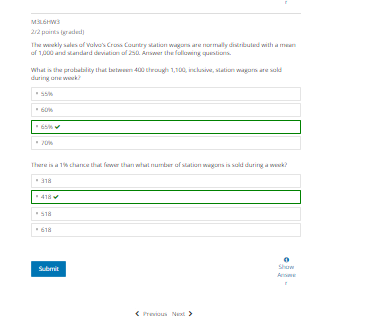 M3L6HW3
2/2 points (graded)
The weekly sales of Volvo's Cross Country station wagons are normally distributed with a mean
of 1,000 and standard deviation of 250. Answer the following questions.
What is the probability that between 400 through 1,100, inclusive, station wagons are sold
during one week?
55%
60%
65% ✔
70%
There is a 1% chance that fewer than what number of station wagons is sold during a week?
318
418 ✔
518
618
Submit
Show
Answer
Previous Next